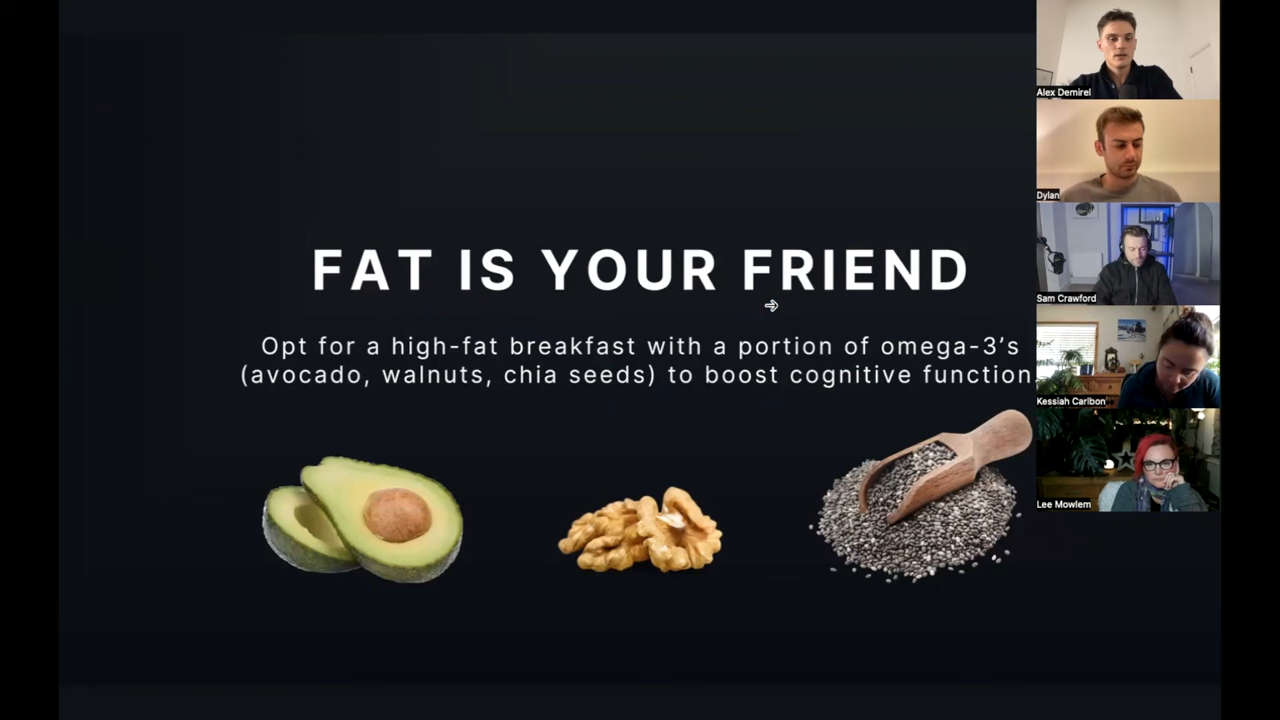 FAT IS YOUR FRIEND
Opt for a high-fat breakfast with a portion of omega-3’s
(avocado, walnuts, chia seeds) to boost cognitive function.
Alex Demirel
Dylan
Sam Crawford
Kessiah Carlbon
Lee Mowlem